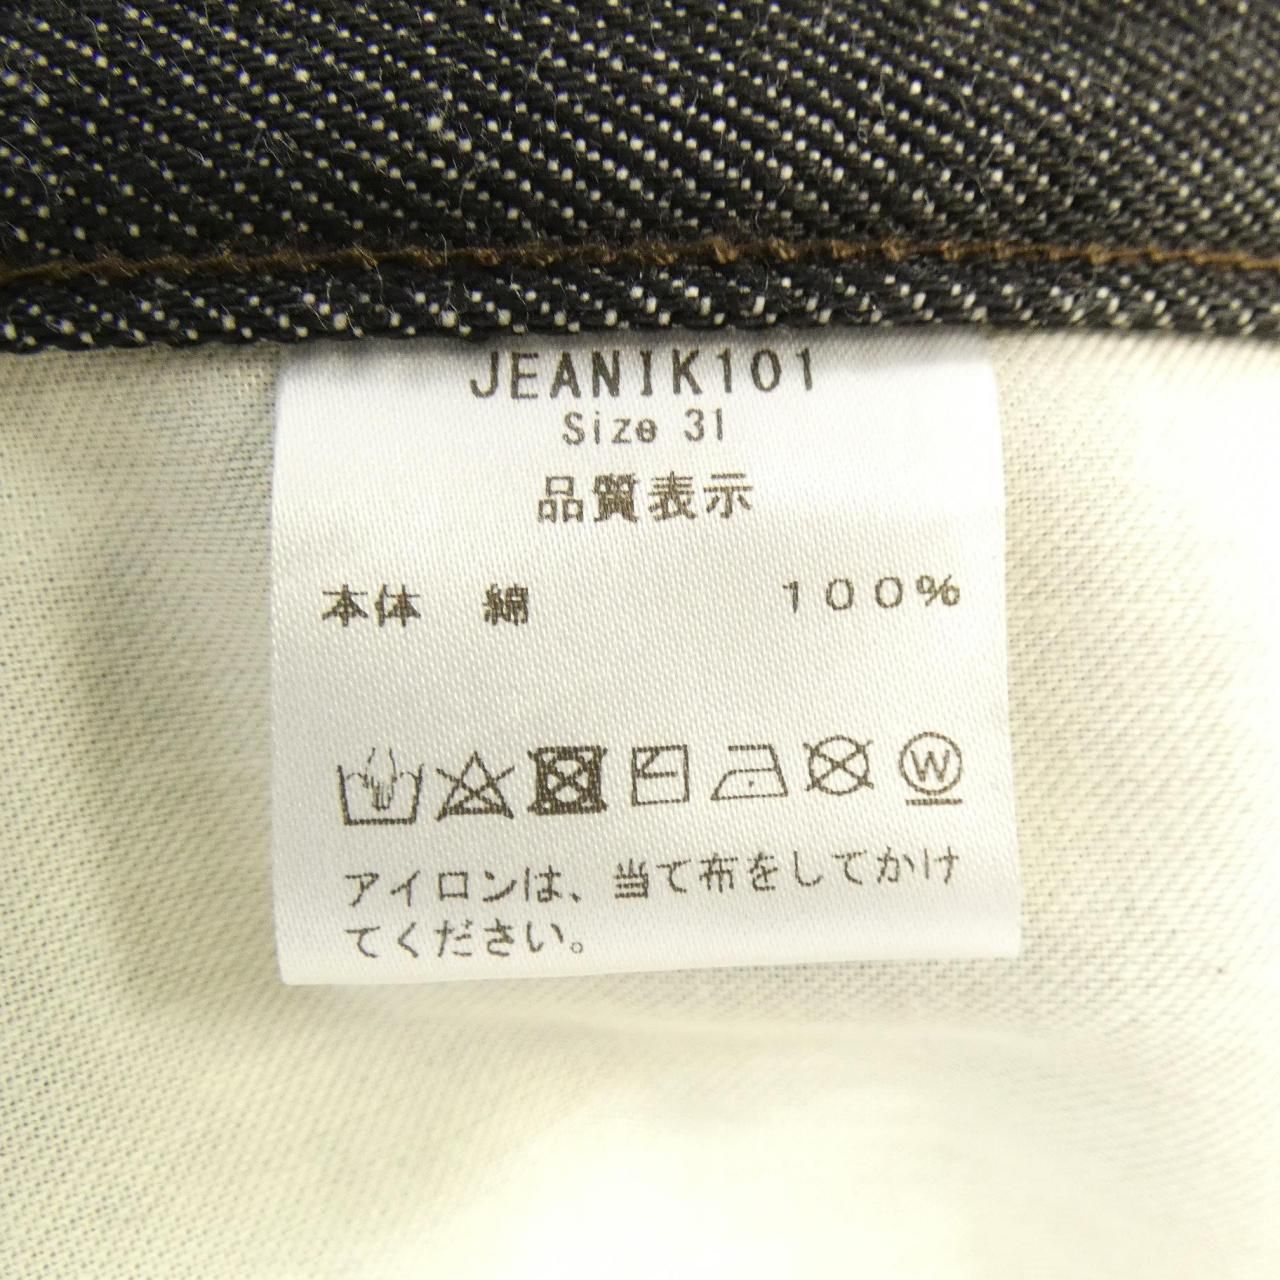 JEANIK101
Size 31
品質表示
本体 綿 100%
W
アイロンは、当て布をしてかけ
てください。